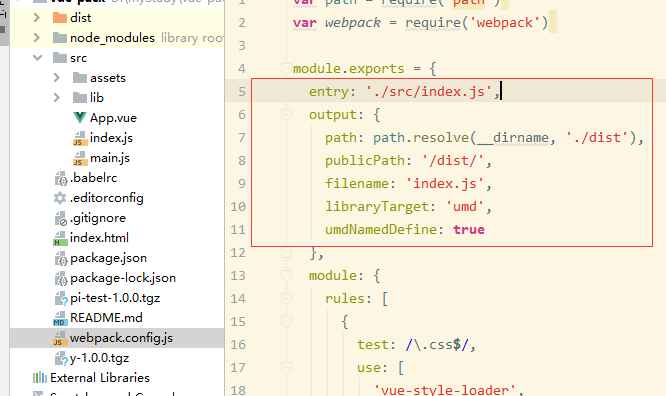 dist
node_modules library root
src
assets
lib
App.vue
index.js
main.js
.babelrc
.editorconfig
.gitignore
index.html
package.json
package-lock.json
pi-test-1.0.0.tgz
README.md
webpack.config.js
y-1.0.0.tgz
External Libraries
1 var path = require('path')
2 var webpack = require('webpack')
3
4 module.exports = {
5 entry: './src/index.js',
6 output: {
7 path: path.resolve(__dirname, './dist'),
8 publicPath: '/dist/',
9 filename: 'index.js',
10 libraryTarget: 'umd',
11 umdNamedDefine: true
12 },
13 module: {
14 rules: [
15 {
16 test: /\.css$/,
17 use: [
18 'vue-style-loader',